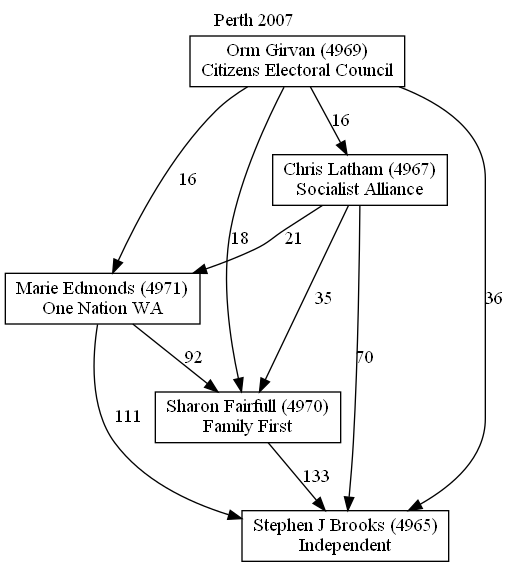 Perth 2007
Orm Girvan (4969)
Citizens Electoral Council
16
Chris Latham (4967)
Socialist Alliance
16
18
21
36
Marie Edmonds (4971)
One Nation WA
35
92
70
Sharon Fairfull (4970)
Family First
111
133
Stephen J Brooks (4965)
Independent